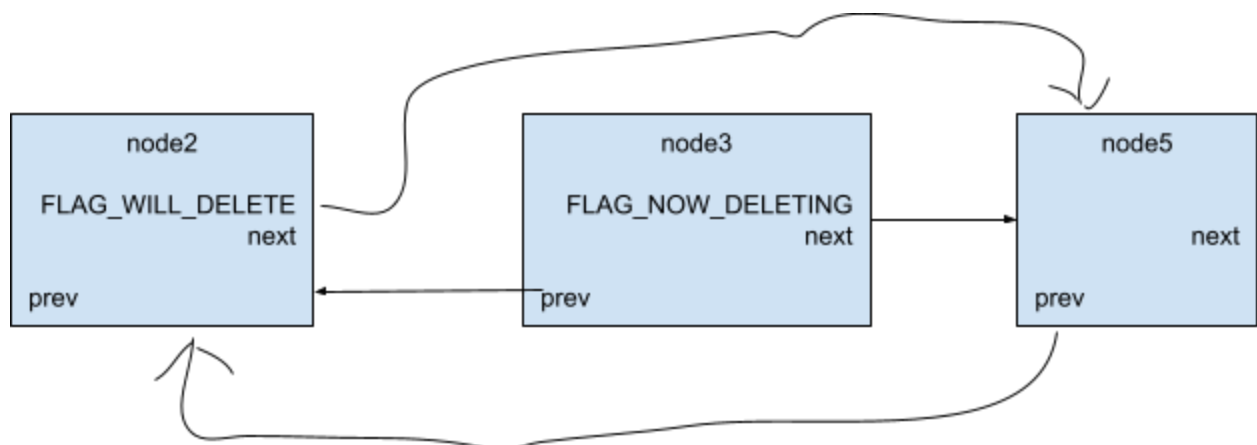 node2
FLAG_WILL_DELETE
next
prev
node3
FLAG_NOW_DELETING
next
prev
node5
next
prev